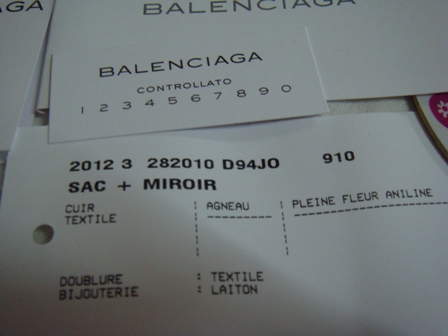 AGA
BALENCIAGA
BALENCIAGA
CONTROLLATO
1 2 3 4 5 6 7 8 9 0
2012 3 282010 D94JO 910
SAC + MIROIR
CUIR | AGNEAU | PLEINE FLEUR ANILINE
TEXTILE
DOUBLURE : TEXTILE
BIJOUTERIE : LAITON